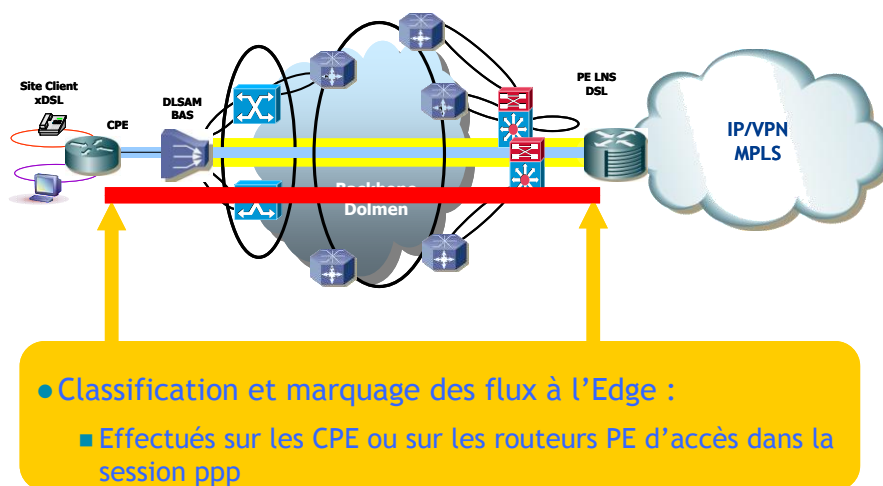 Site Client
xDSL
CPE
DLSAM
BAS
PE LNS
DSL
IP/VPN
MPLS
Backbone
Dolmen
● Classification et marquage des flux à l’Edge :
■ Effectués sur les CPE ou sur les routeurs PE d’accès dans la
session ppp